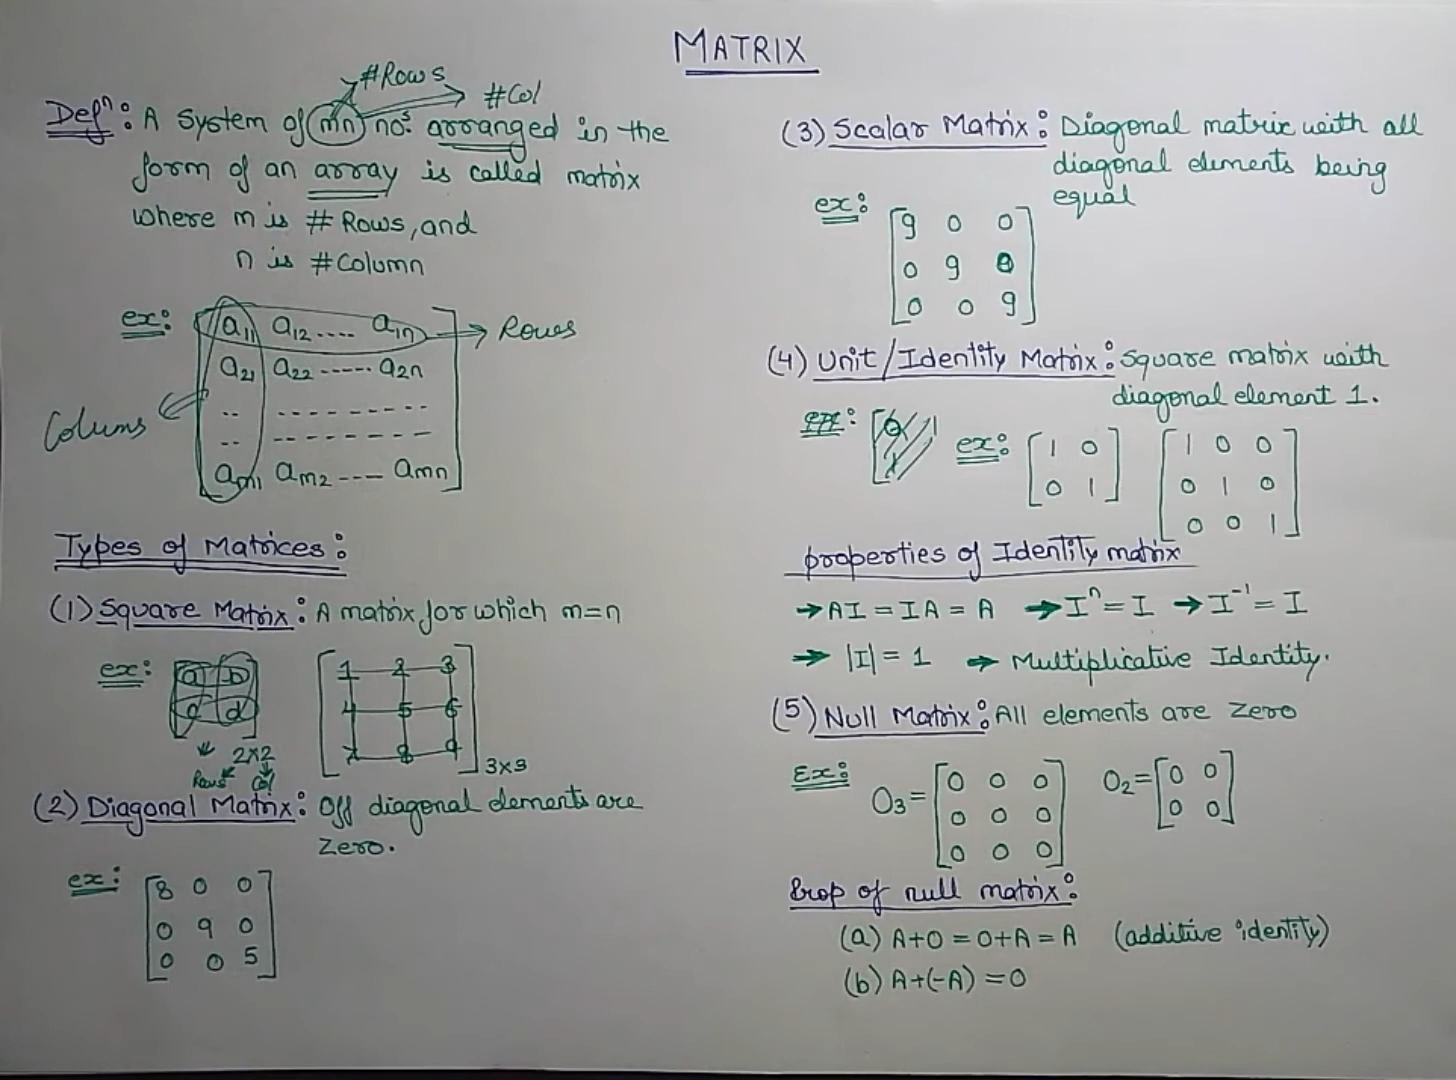 MATRIX
#Rows
#Col
Defⁿ: A System of mn noˢ. arranged in the
form of an array is called matrix
where m is # Rows, and
n is #Column
ex:
a₁₁ a₁₂ .... a₁ₙ → Rows
a₂₁ a₂₂ ----- a₂ₙ
.. ---------
Colums
.. ---------
aₘ₁ aₘ₂ ---- aₘₙ
Types of Matrices:
(1) Square Matrix: A matrix for which m=n
ex: [a b
c d] 2×2
Rows Col
[1 2 3
4 5 6
7 8 9] 3×3
(2) Diagonal Matrix: Off diagonal elements are
Zero.
ex: [8 0 0
0 9 0
0 0 5]
(3) Scalar Matrix: Diagonal matrix with all
diagonal elements being
equal
ex: [9 0 0
0 9 0
0 0 9]
(4) Unit/Identity Matrix: Square matrix with
diagonal element 1.
ex: [1 0
0 1]
[1 0 0
0 1 0
0 0 1]
properties of Identity matrix
→ AI = IA = A → Iⁿ = I → I⁻¹ = I
→ |I| = 1 → Multiplicative Identity.
(5) Null Matrix: All elements are Zero
Ex: O₃ = [0 0 0
0 0 0
0 0 0]
O₂ = [0 0
0 0]
Prop of null matrix:
(a) A+O = O+A = A (additive identity)
(b) A+(-A) = O